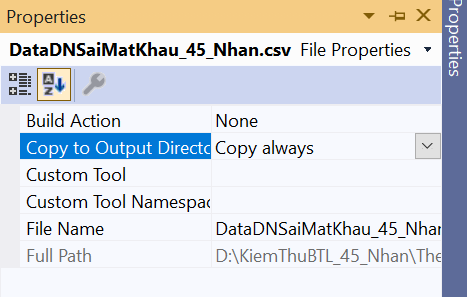 Properties
DataDNSaiMatKhau_45_Nhan.csv File Properties
Build Action None
Copy to Output Directo Copy always
Custom Tool
Custom Tool Namespac
File Name DataDNSaiMatKhau_45_Nhan
Full Path D:\KiemThuBTL_45_Nhan\The
Properties